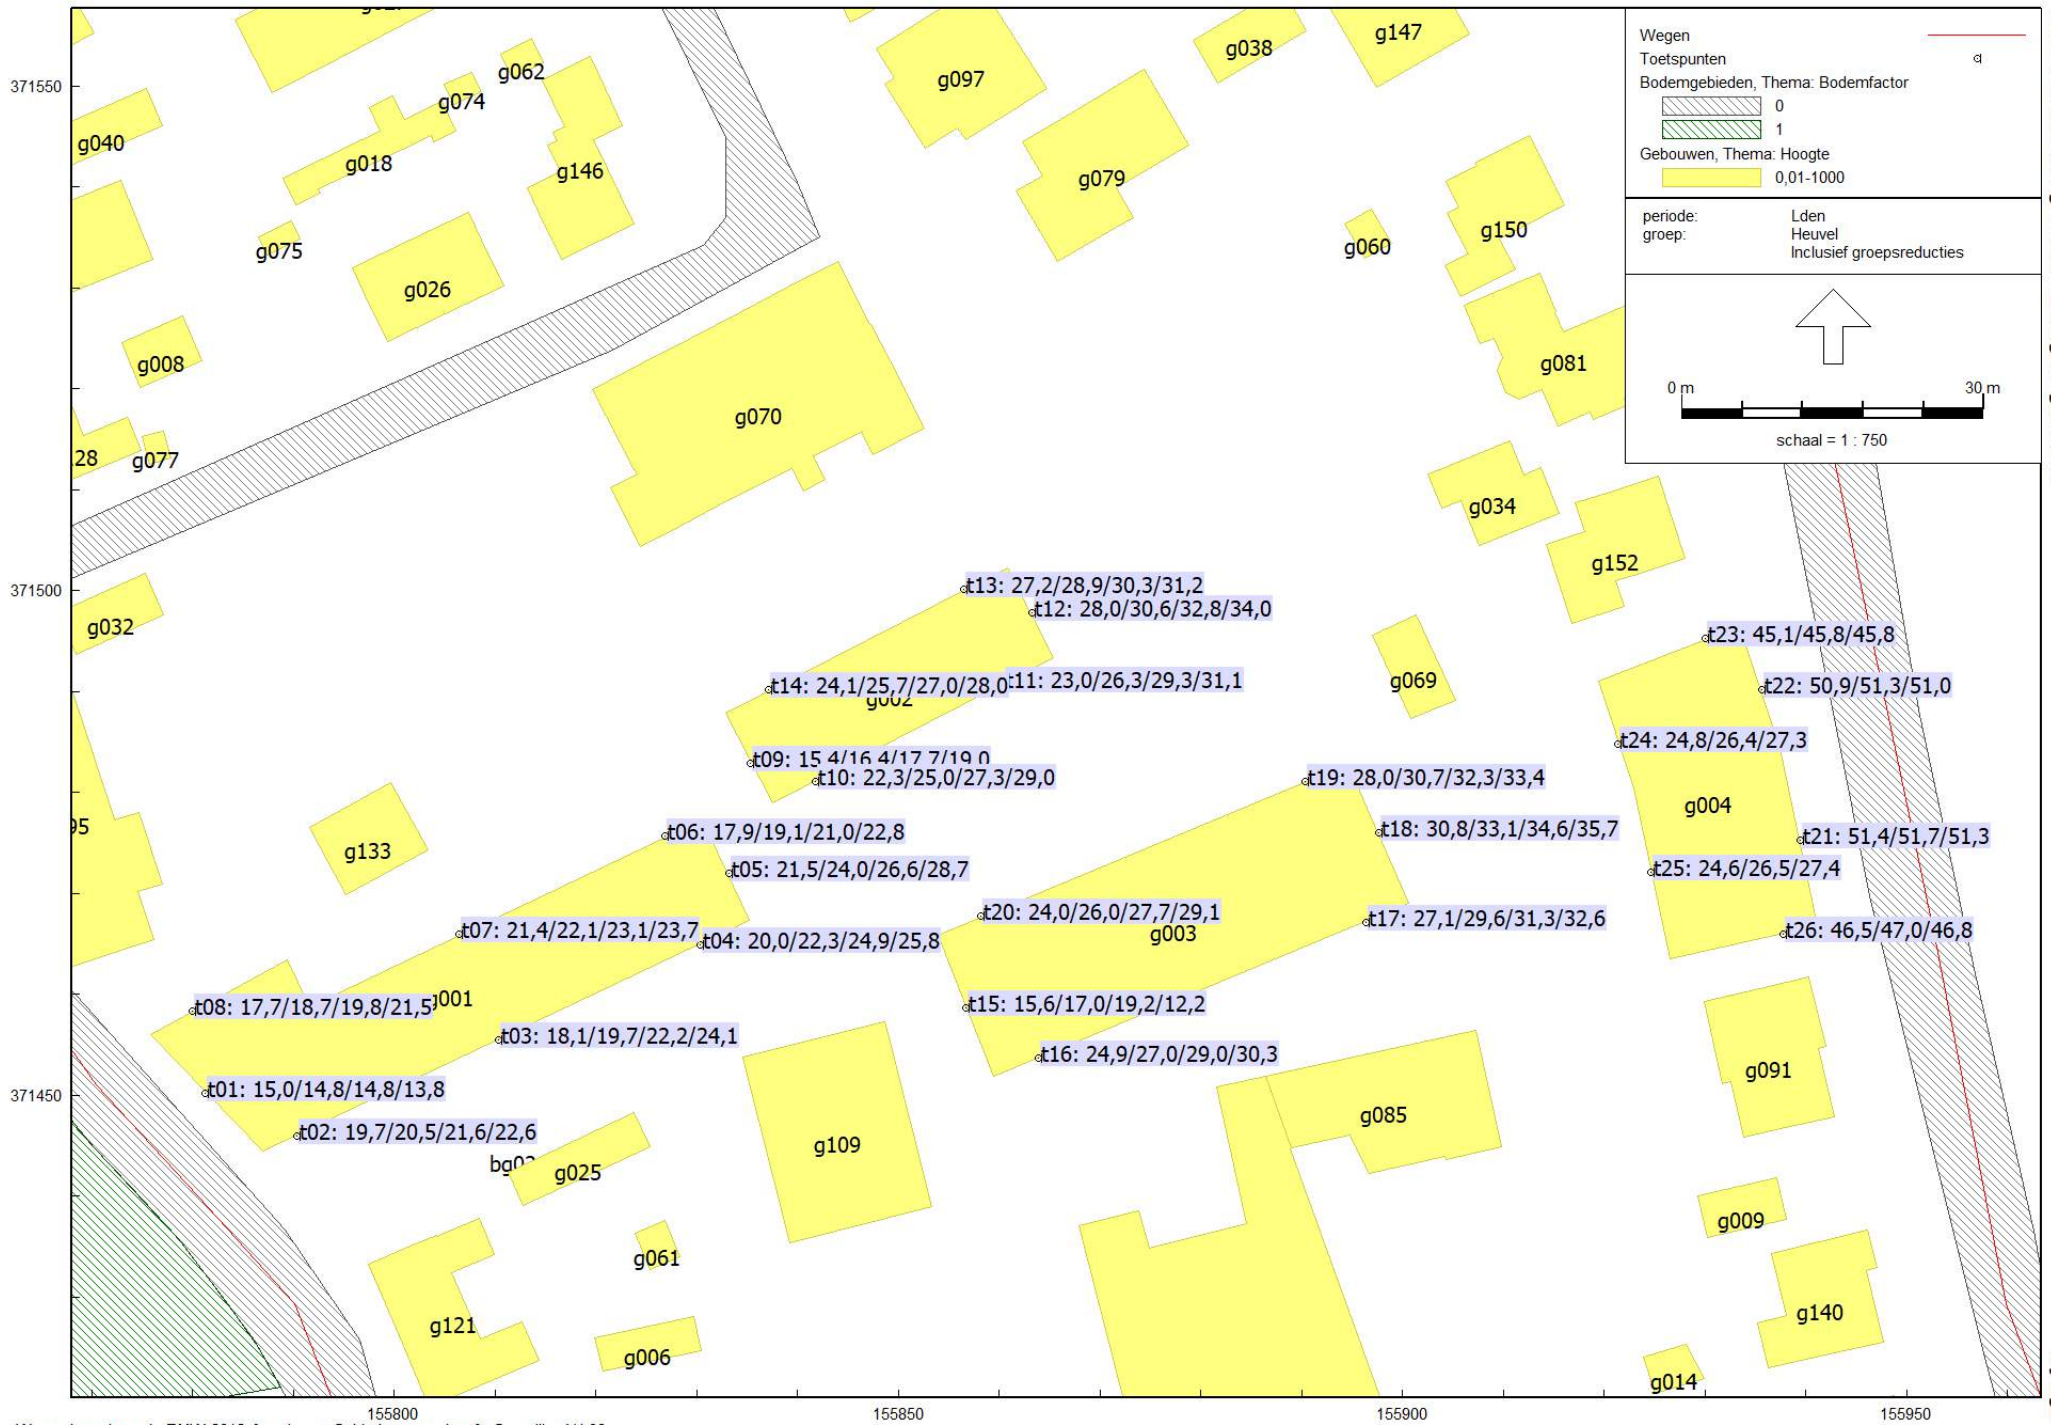 g062
g097
g038
g147
Wegen
Toetspunten
Bodemgebieden, Thema: Bodemfactor
0
1
Gebouwen, Thema: Hoogte
0,01-1000
periode: Lden
groep: Heuvel
Inclusief groepsreducties
0 m 30 m
schaal = 1 : 750
371550
g074
g040
g018
g146
g079
g075
g060
g150
g026
g008
g081
g070
28
g077
g034
g152
371500
t13: 27,2/28,9/30,3/31,2
t12: 28,0/30,6/32,8/34,0
g032
t23: 45,1/45,8/45,8
t14: 24,1/25,7/27,0/28,0
t11: 23,0/26,3/29,3/31,1
g069
t22: 50,9/51,3/51,0
g002
t24: 24,8/26,4/27,3
t09: 15,4/16,4/17,7/19,0
t10: 22,3/25,0/27,3/29,0
t19: 28,0/30,7/32,3/33,4
g004
95
g133
t06: 17,9/19,1/21,0/22,8
t18: 30,8/33,1/34,6/35,7
t21: 51,4/51,7/51,3
t05: 21,5/24,0/26,6/28,7
t25: 24,6/26,5/27,4
t20: 24,0/26,0/27,7/29,1
t17: 27,1/29,6/31,3/32,6
t07: 21,4/22,1/23,1/23,7
t04: 20,0/22,3/24,9/25,8
g003
t26: 46,5/47,0/46,8
t08: 17,7/18,7/19,8/21,5
g001
t15: 15,6/17,0/19,2/12,2
t03: 18,1/19,7/22,2/24,1
t16: 24,9/27,0/29,0/30,3
g091
371450
t01: 15,0/14,8/14,8/13,8
g085
t02: 19,7/20,5/21,6/22,6
g109
g025
g009
g061
g121
g140
g006
g014
155800
155850
155900
155950